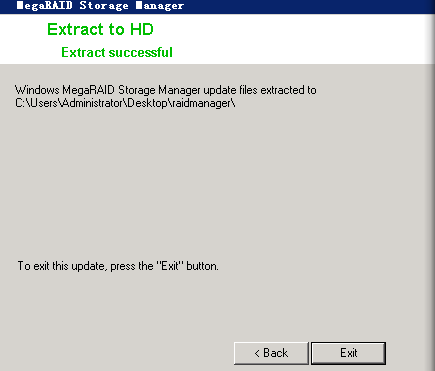 MegaRAID Storage Manager
Extract to HD
Extract successful
Windows MegaRAID Storage Manager update files extracted to
C:\Users\Administrator\Desktop\raidmanager\
To exit this update, press the "Exit" button.
< Back
Exit